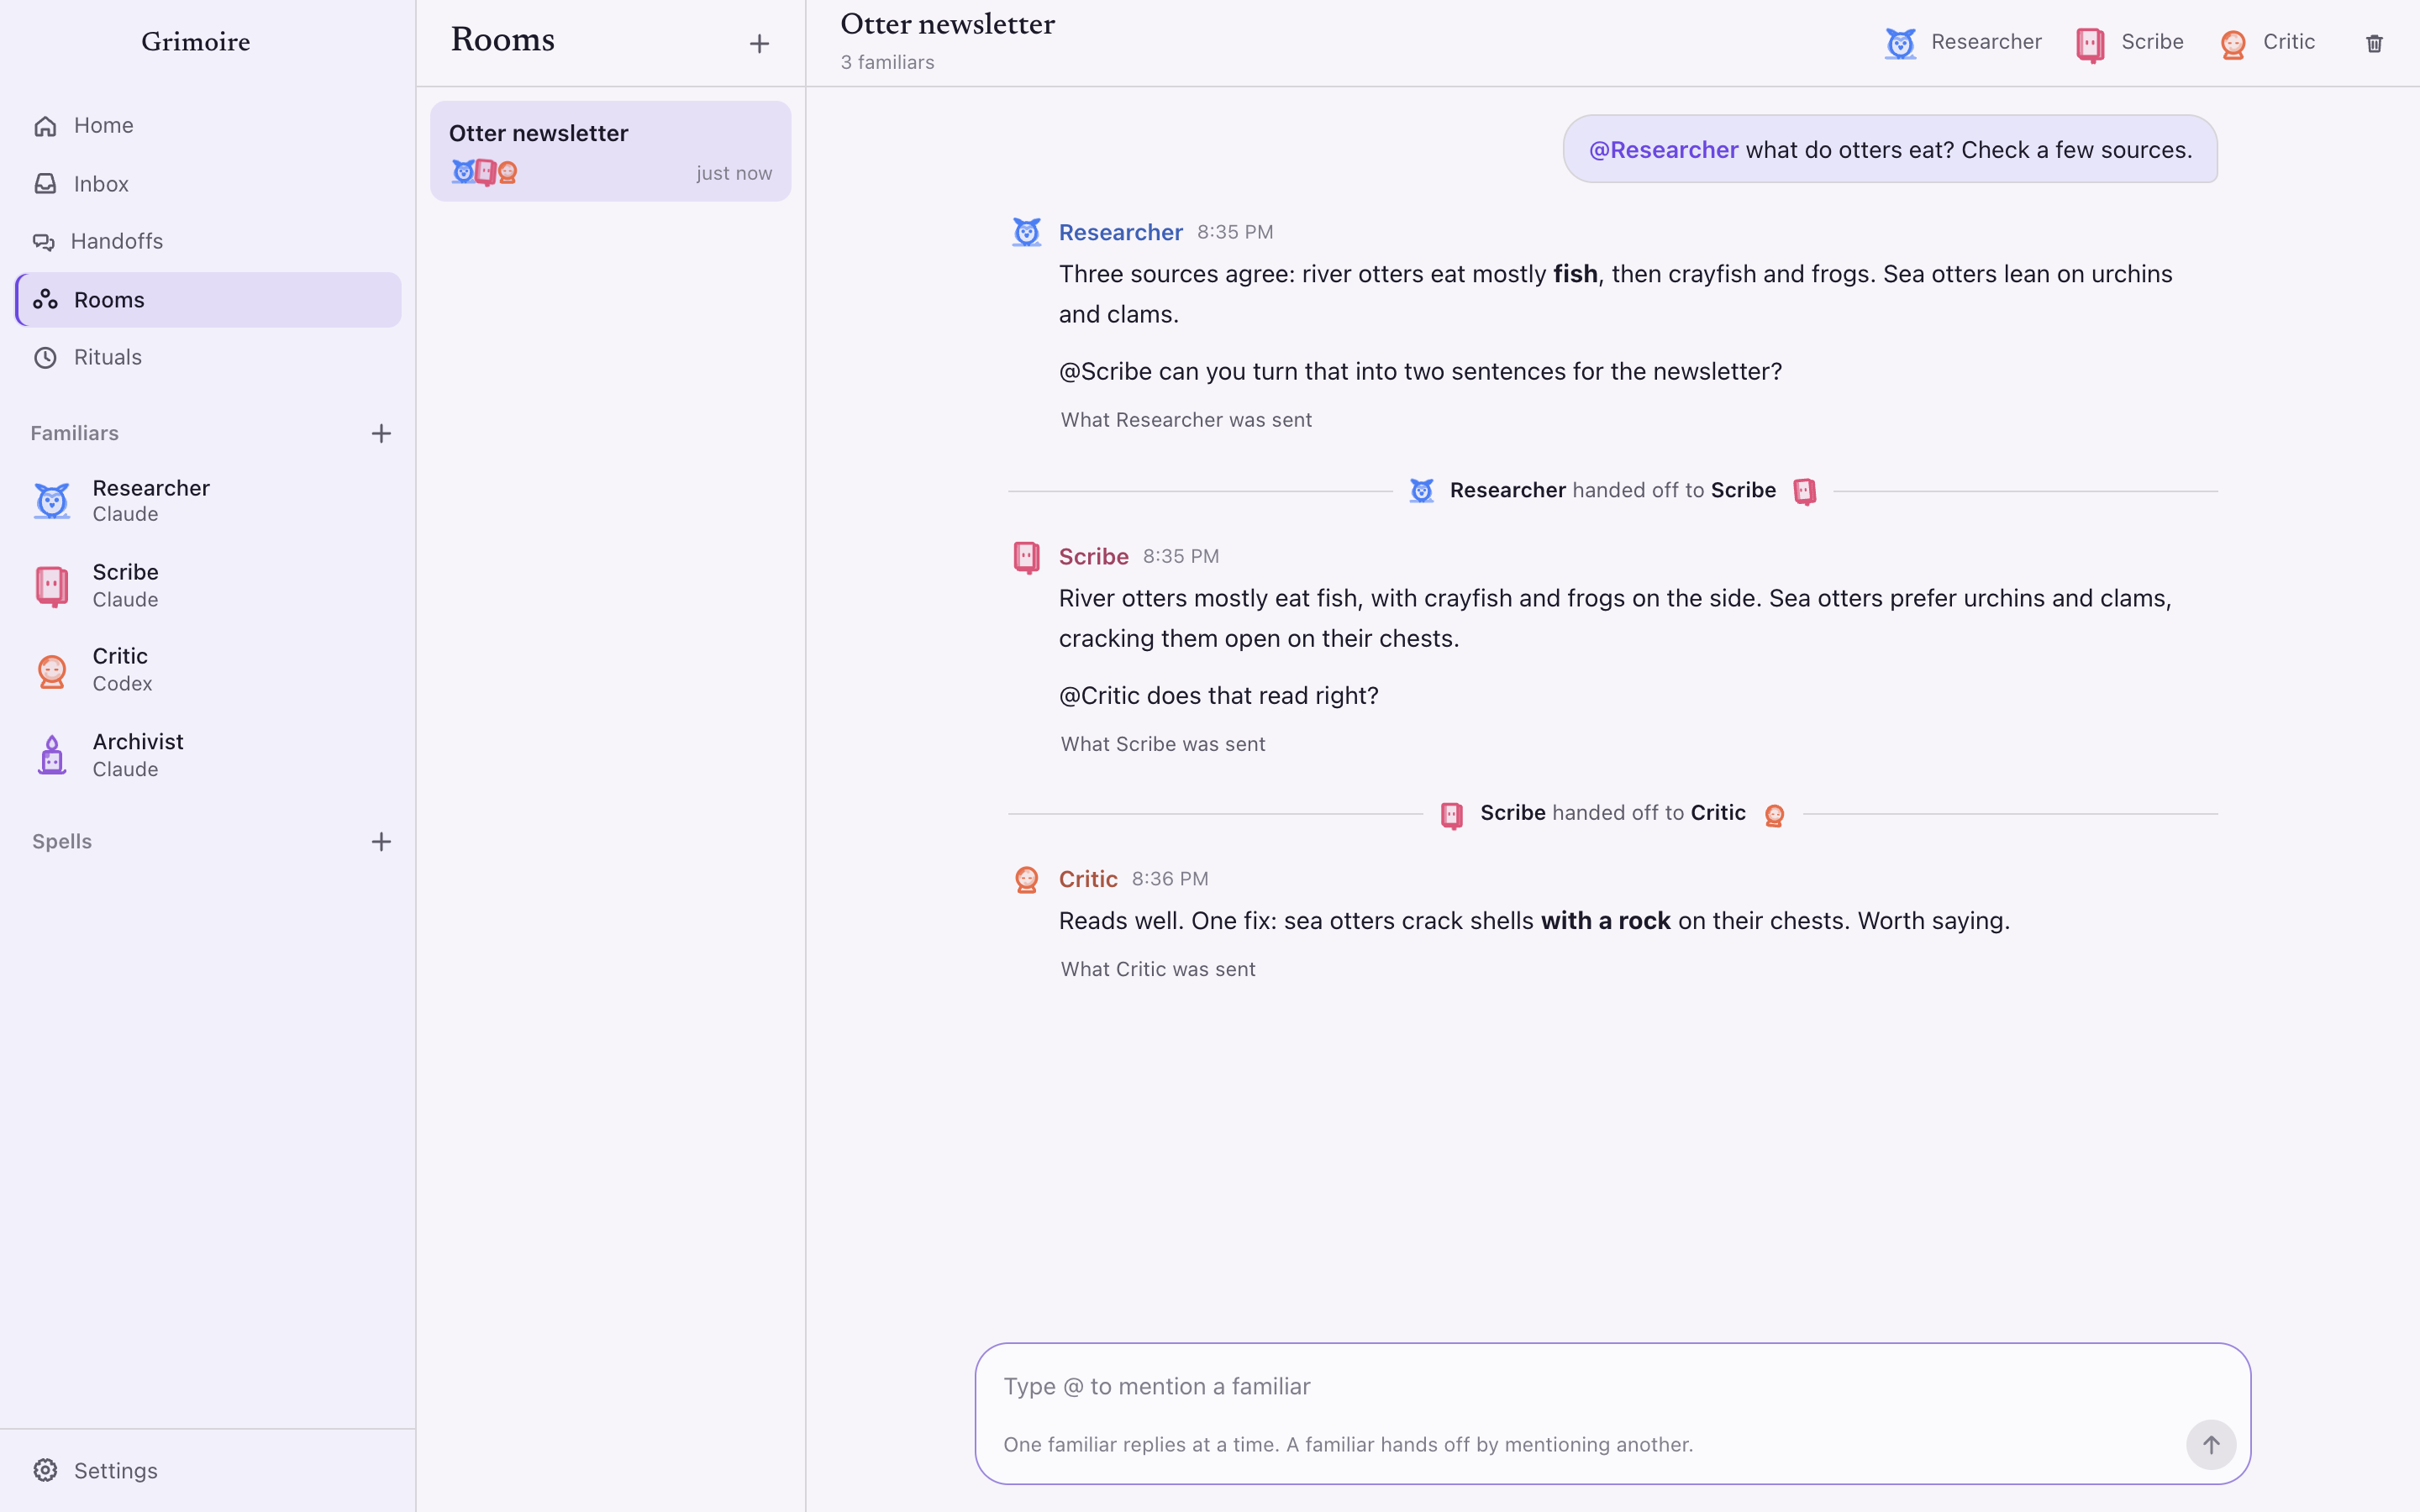 Grimoire
Home
Inbox
Handoffs
Rooms
Rituals
Familiars
Researcher
Claude
Scribe
Claude
Critic
Codex
Archivist
Claude
Spells
Settings
Rooms
Otter newsletter
just now
Otter newsletter
3 familiars
Researcher
Scribe
Critic
@Researcher what do otters eat? Check a few sources.
Researcher 8:35 PM
Three sources agree: river otters eat mostly fish, then crayfish and frogs. Sea otters lean on urchins
and clams.
@Scribe can you turn that into two sentences for the newsletter?
What Researcher was sent
Researcher handed off to Scribe
Scribe 8:35 PM
River otters mostly eat fish, with crayfish and frogs on the side. Sea otters prefer urchins and clams,
cracking them open on their chests.
@Critic does that read right?
What Scribe was sent
Scribe handed off to Critic
Critic 8:36 PM
Reads well. One fix: sea otters crack shells with a rock on their chests. Worth saying.
What Critic was sent
Type @ to mention a familiar
One familiar replies at a time. A familiar hands off by mentioning another.